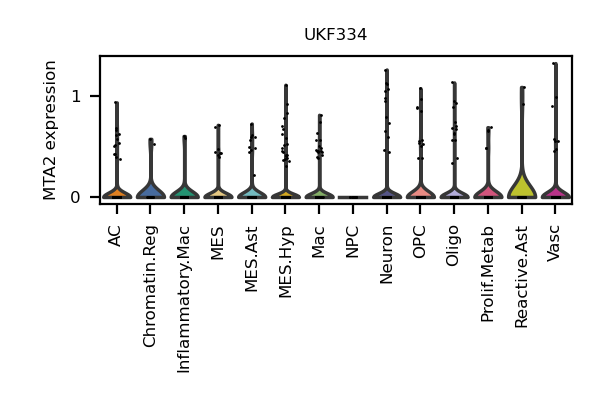 UKF334
MTA2 expression
1
0
AC
Chromatin.Reg
Inflammatory.Mac
MES
MES.Ast
MES.Hyp
Mac
NPC
Neuron
OPC
Oligo
Prolif.Metab
Reactive.Ast
Vasc